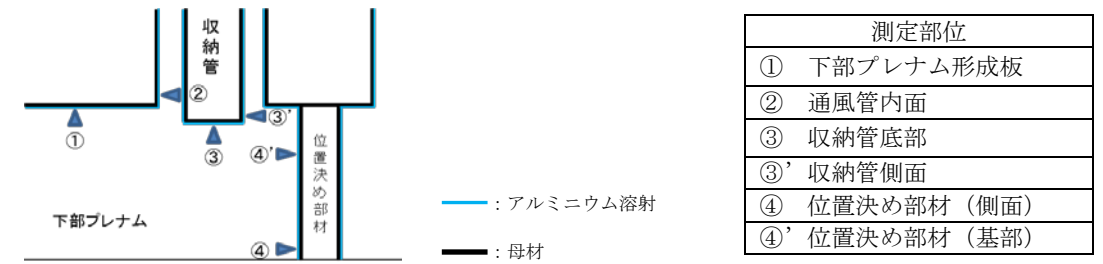 収納管
②
①
③'
③
④'
位置決め部材
下部プレナム
④
：アルミニウム溶射
：母材
測定部位
① 下部プレナム形成板
② 通風管内面
③ 収納管底部
③’ 収納管側面
④ 位置決め部材（側面）
④’ 位置決め部材（基部）